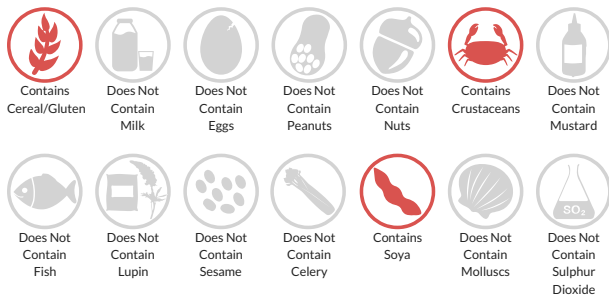 Contains
Cereal/Gluten
Does Not
Contain
Milk
Does Not
Contain
Eggs
Does Not
Contain
Peanuts
Does Not
Contain
Nuts
Contains
Crustaceans
Does Not
Contain
Mustard
Does Not
Contain
Fish
Does Not
Contain
Lupin
Does Not
Contain
Sesame
Does Not
Contain
Celery
Contains
Soya
Does Not
Contain
Molluscs
SO₂
Does Not
Contain
Sulphur
Dioxide